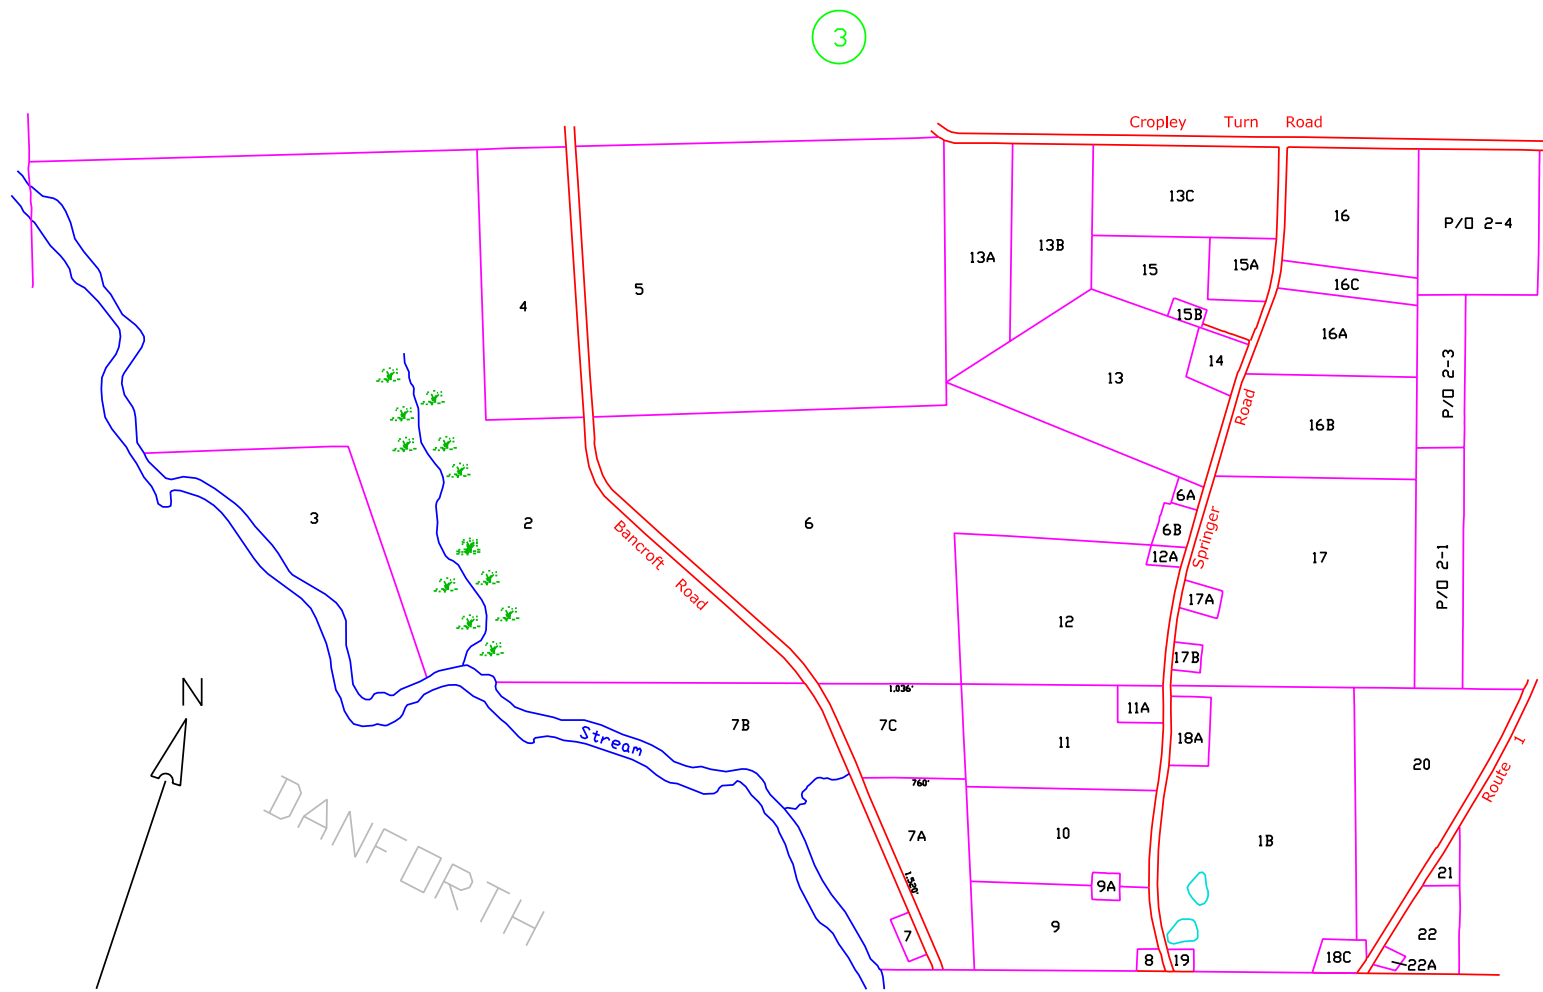 3
Cropley Turn Road
13C
16
P/O 2-4
13A
13B
15
15A
16C
4
5
15B
16A
14
13
P/O 2-3
Road
16B
3
2
6
6A
6B
12A
Springer
17
Bancroft Road
17A
P/O 2-1
12
17B
N
1,036'
7B
7C
11A
11
18A
Stream
20
Route 1
760'
DANFORTH
7A
10
1B
1,520'
9A
21
9
7
22
8
19
18C
22A